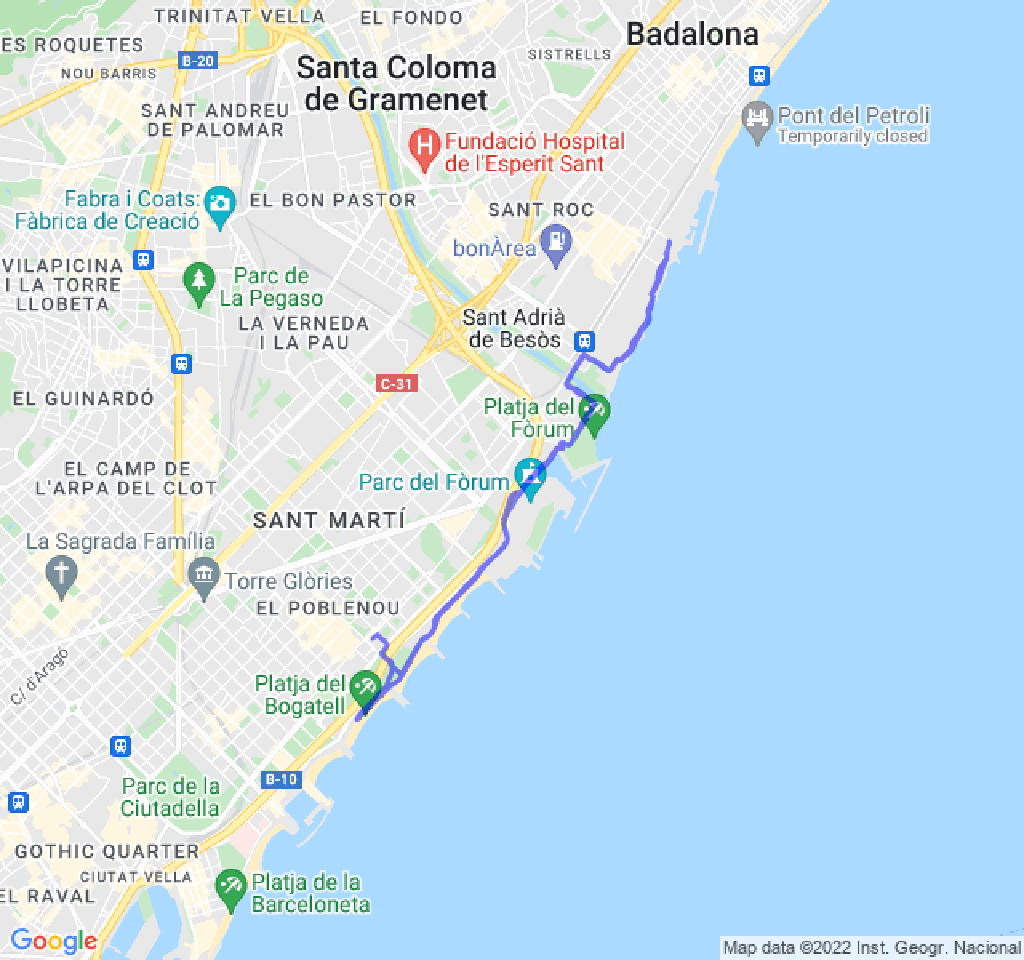 TRINITAT VELLA
EL FONDO
ES ROQUETES
B-20
NOU BARRIS
Badalona
SISTRELLS
Santa Coloma
de Gramenet
SANT ANDREU
DE PALOMAR
Pont del Petroli
Temporarily closed
H
Fundació Hospital
de l'Esperit Sant
Fabra i Coats:
Fàbrica de Creació
EL BON PASTOR
SANT ROC
bonÀrea
VILAPICINA
I LA TORRE
LLOBETA
Parc de
La Pegaso
LA VERNEDA
I LA PAU
Sant Adrià
de Besòs
C-31
EL GUINARDÓ
Platja del
Fòrum
EL CAMP DE
L'ARPA DEL CLOT
Parc del Fòrum
SANT MARTÍ
La Sagrada Família
Torre Glòries
EL POBLENOU
C/ d'Aragó
Platja del
Bogatell
B-10
Parc de la
Ciutadella
GOTHIC QUARTER
CIUTAT VELLA
EL RAVAL
Platja de la
Barceloneta
Google
Map data ©2022 Inst. Geogr. Nacional